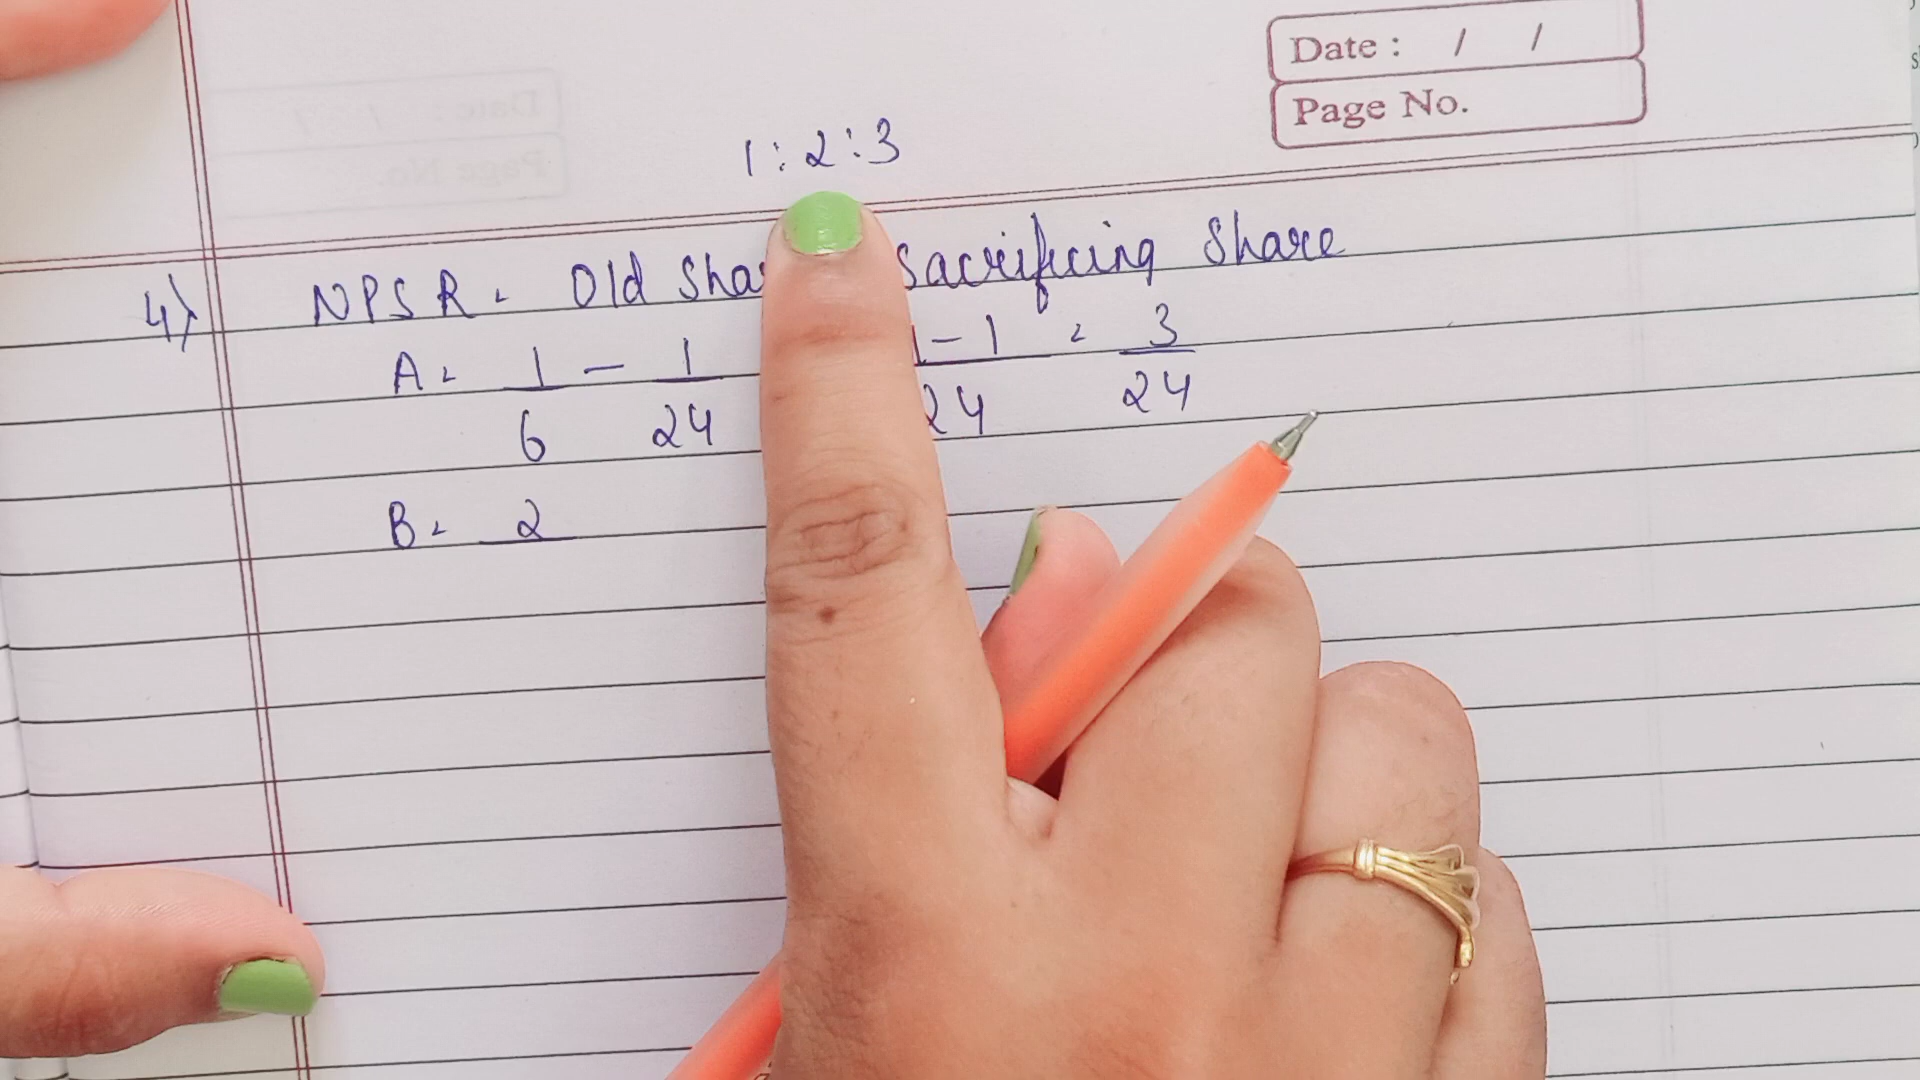 Date : / /
Page No.
1:2:3
4) NPSR = Old Sha Sacrificing Share
A = 1 - 1 1 - 1 = 3
6 24 24 24
B = 2